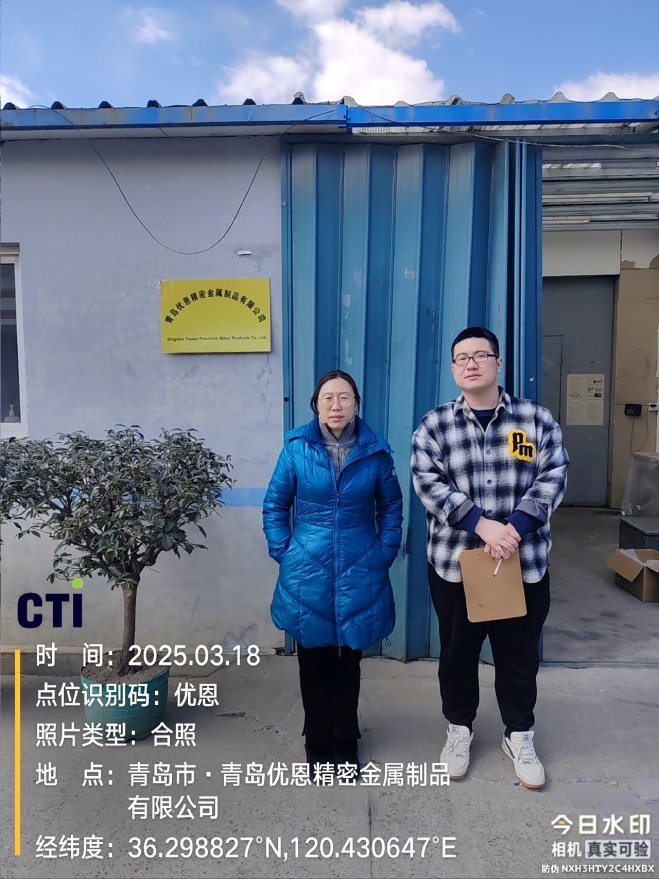 青岛优恩精密金属制品有限公司
Qingdao Youen Precision Metal Products Co., Ltd
Pm
CTI
时 间：2025.03.18
点位识别码：优恩
照片类型：合照
地 点：青岛市·青岛优恩精密金属制品
有限公司
经纬度：36.298827°N,120.430647°E
今日水印
相机 真实可验
防伪 NXH3HTY2C4HXBX